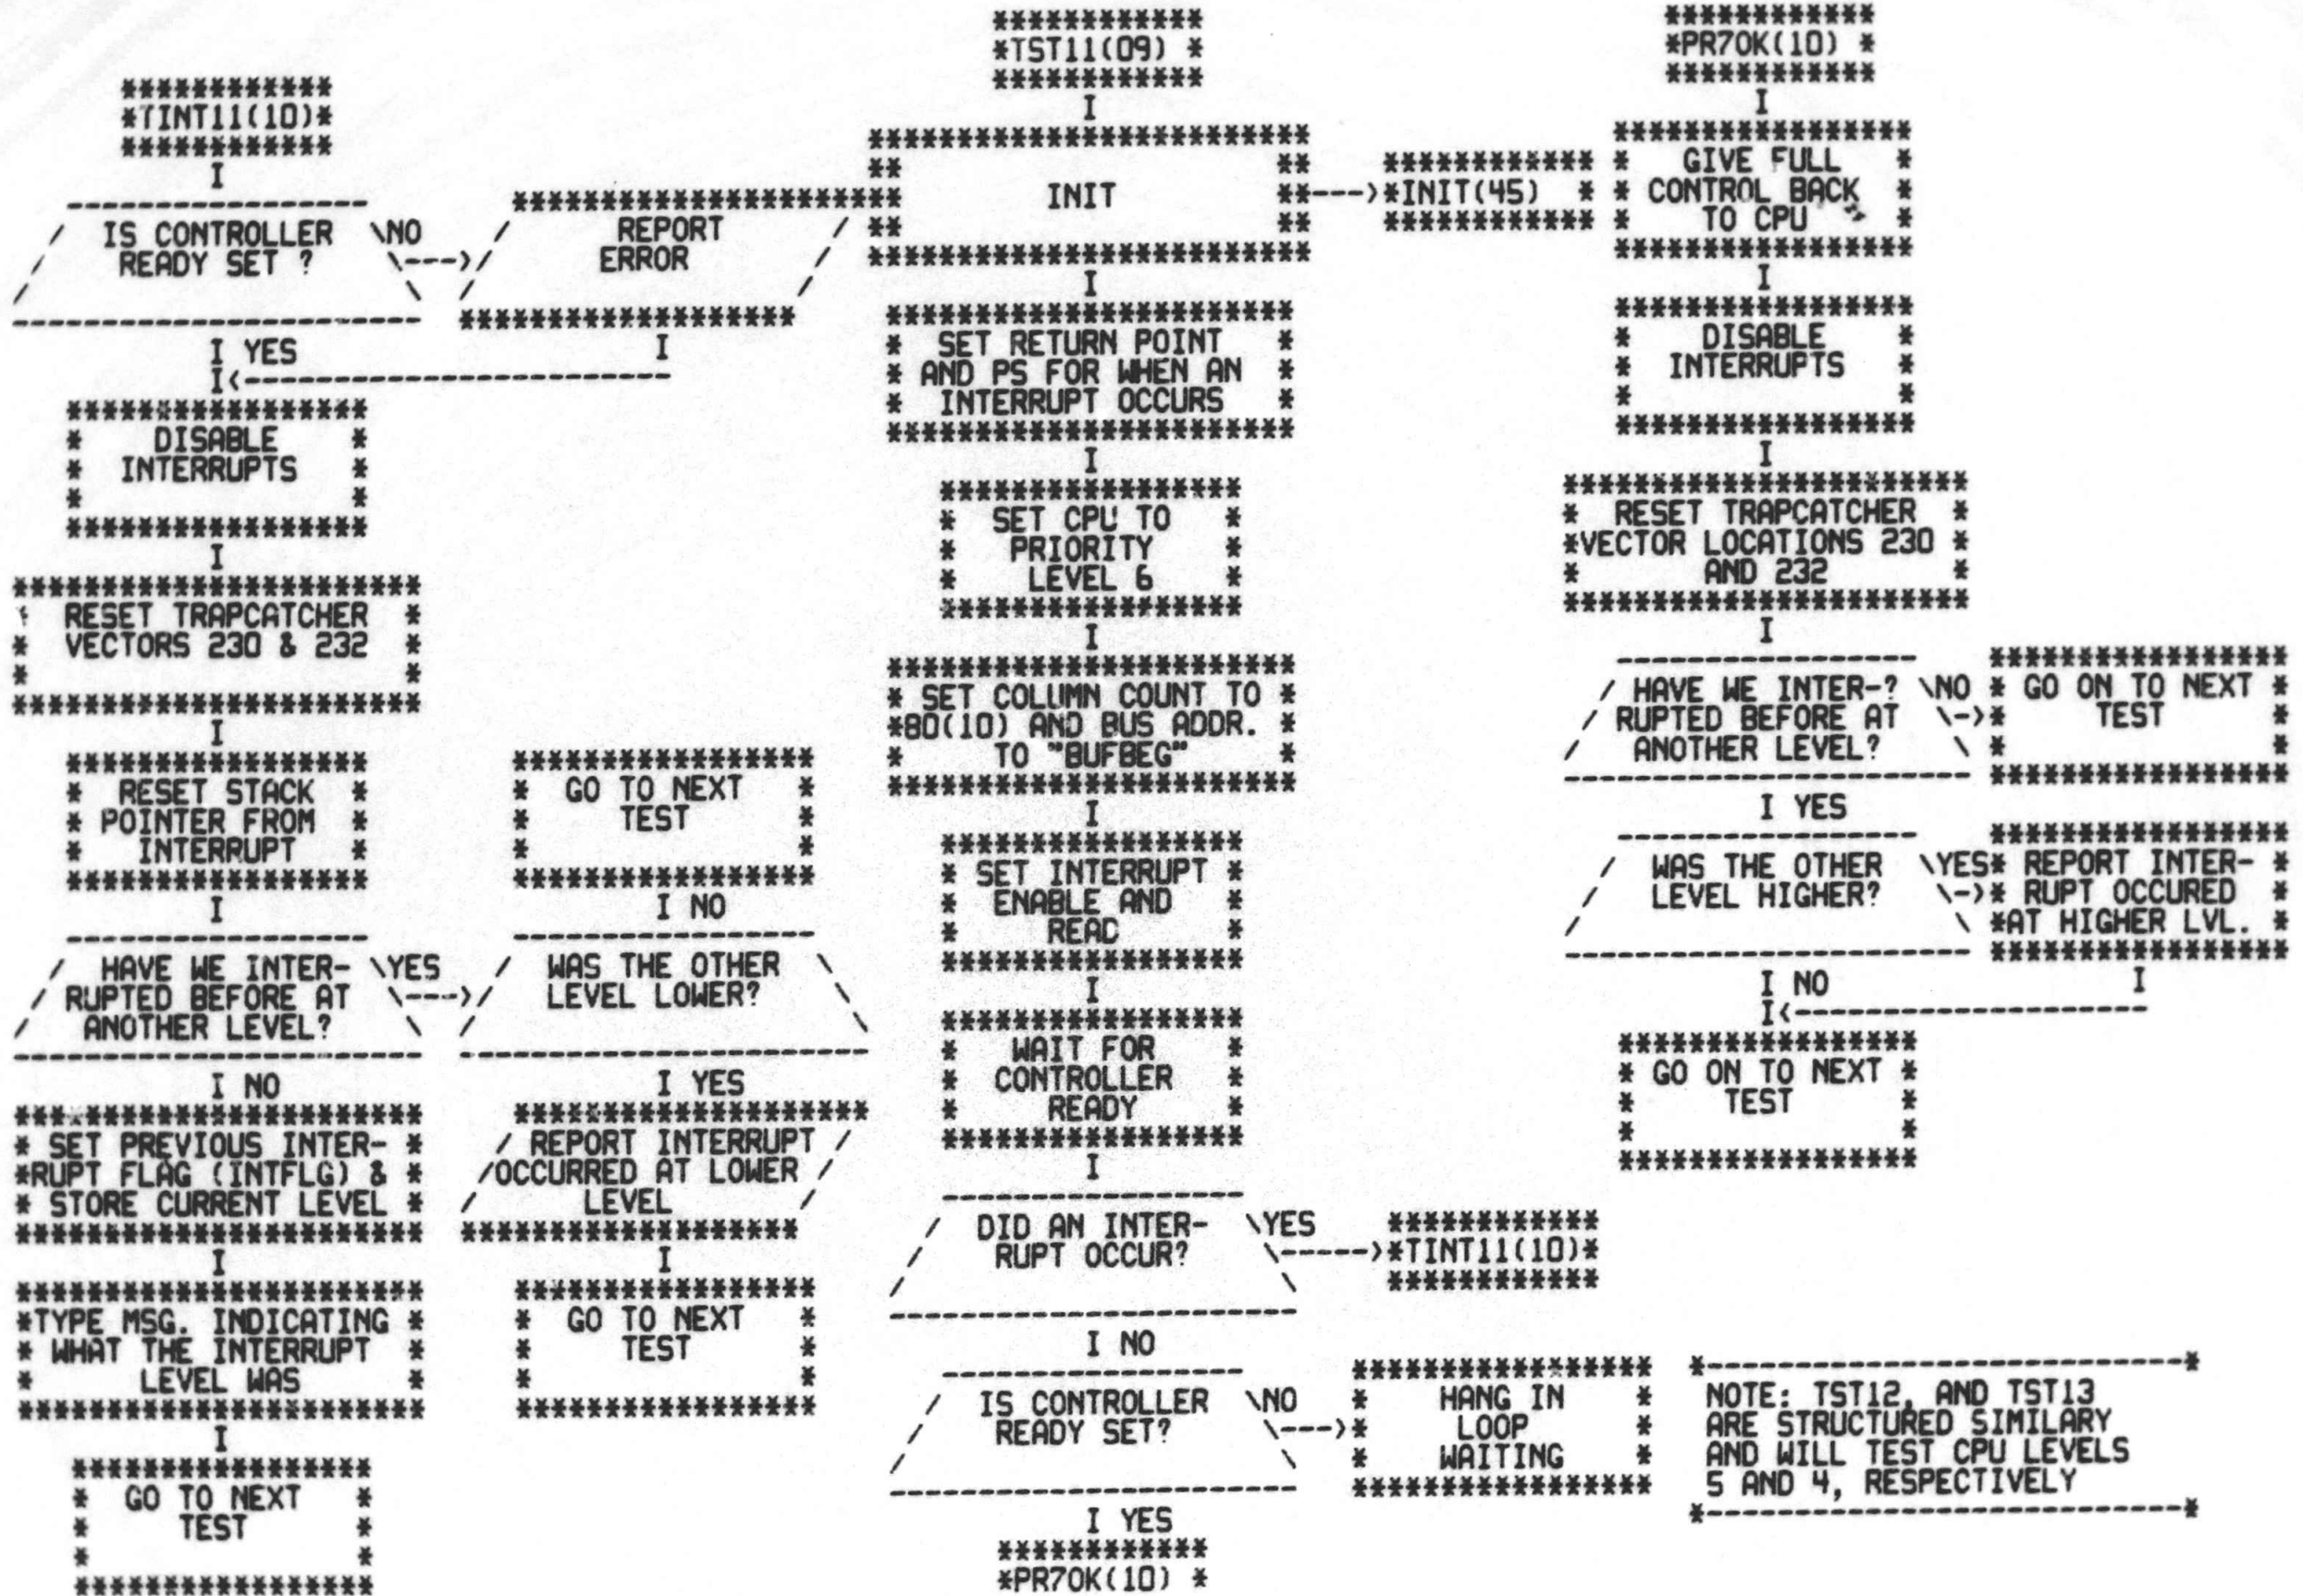 *TINT11(10)*
IS CONTROLLER
READY SET ?
NO
REPORT
ERROR
YES
DISABLE
INTERRUPTS
RESET TRAPCATCHER
VECTORS 230 & 232
RESET STACK
POINTER FROM
INTERRUPT
HAVE WE INTER-
RUPTED BEFORE AT
ANOTHER LEVEL?
YES
NO
SET PREVIOUS INTER-
RUPT FLAG (INTFLG) &
STORE CURRENT LEVEL
TYPE MSG. INDICATING
WHAT THE INTERRUPT
LEVEL WAS
GO TO NEXT
TEST
GO TO NEXT
TEST
NO
WAS THE OTHER
LEVEL LOWER?
YES
REPORT INTERRUPT
OCCURRED AT LOWER
LEVEL
GO TO NEXT
TEST
*TST11(09) *
INIT
*INIT(45) *
SET RETURN POINT
AND PS FOR WHEN AN
INTERRUPT OCCURS
SET CPU TO
PRIORITY
LEVEL 6
SET COLUMN COUNT TO
80(10) AND BUS ADDR.
TO "BUFBEG"
SET INTERRUPT
ENABLE AND
READ
WAIT FOR
CONTROLLER
READY
DID AN INTER-
RUPT OCCUR?
YES
*TINT11(10)*
NO
IS CONTROLLER
READY SET?
NO
HANG IN
LOOP
WAITING
YES
*PR7OK(10) *
*PR7OK(10) *
GIVE FULL
CONTROL BACK
TO CPU
DISABLE
INTERRUPTS
RESET TRAPCATCHER
VECTOR LOCATIONS 230
AND 232
HAVE WE INTER-?
RUPTED BEFORE AT
ANOTHER LEVEL?
NO
GO ON TO NEXT
TEST
YES
WAS THE OTHER
LEVEL HIGHER?
YES
REPORT INTER-
RUPT OCCURED
AT HIGHER LVL.
NO
GO ON TO NEXT
TEST
NOTE: TST12, AND TST13
ARE STRUCTURED SIMILARY
AND WILL TEST CPU LEVELS
5 AND 4, RESPECTIVELY